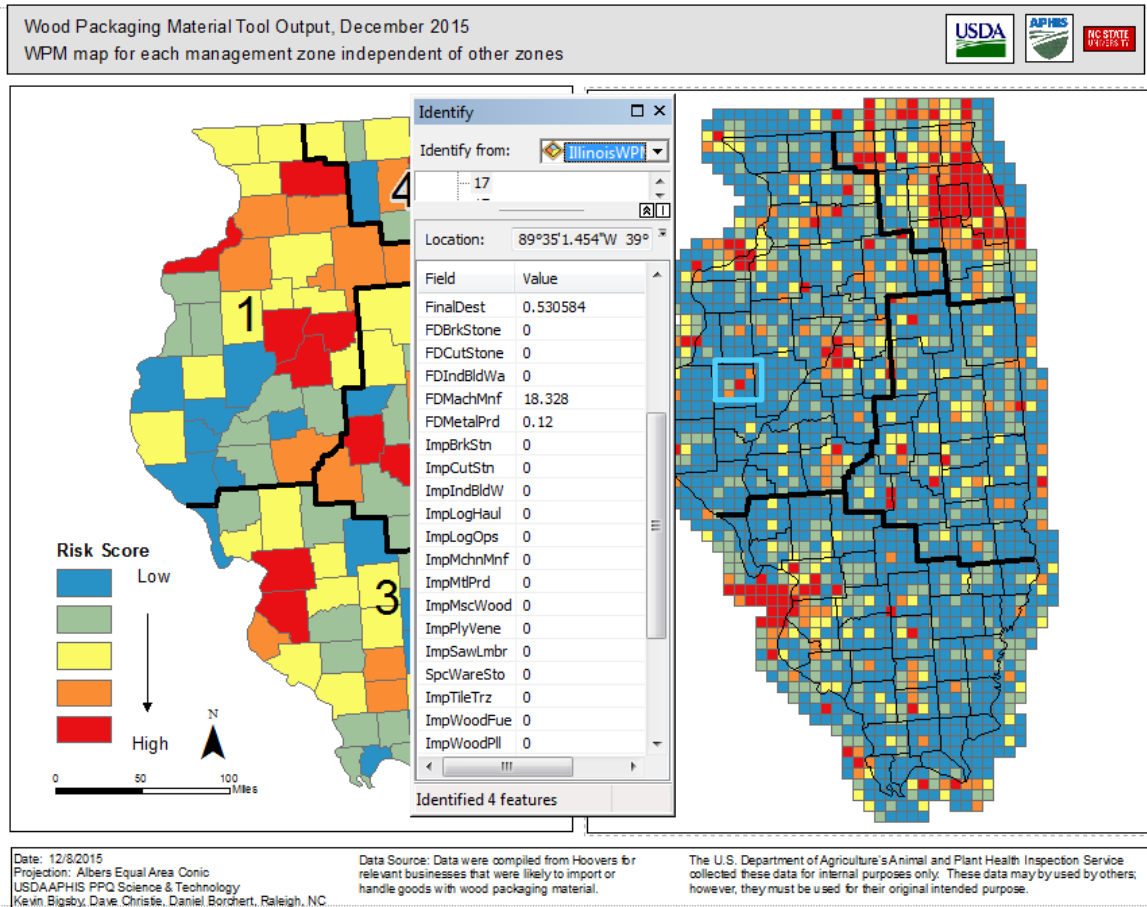 Wood Packaging Material Tool Output, December 2015
WPM map for each management zone independent of other zones
USDA
APHIS
NC STATE
UNIVERSITY
Identify
Identify from:
IllinoisWPM
17
Location:
89°35'1.454"W 39°
Field Value
FinalDest 0.530584
FDBrkStone 0
FDCutStone 0
FDIndBldWa 0
FDMachMnf 18.328
FDMetalPrd 0.12
ImpBrkStn 0
ImpCutStn 0
ImpIndBldW 0
ImpLogHaul 0
ImpLogOps 0
ImpMchnMnf 0
ImpMtlPrd 0
ImpMscWood 0
ImpPlyVene 0
ImpSawLmbr 0
SpcWareSto 0
ImpTileTrz 0
ImpWoodFue 0
ImpWoodPll 0
Identified 4 features
4
1
3
Risk Score
Low
High
N
0 50 100
Miles
Date: 12/8/2015
Projection: Albers Equal Area Conic
USDA APHIS PPQ Science & Technology
Kevin Bigsby, Dave Christie, Daniel Borchert, Raleigh, NC
Data Source: Data were compiled from Hoovers for
relevant businesses that were likely to import or
handle goods with wood packaging material.
The U.S. Department of Agriculture's Animal and Plant Health Inspection Service
collected these data for internal purposes only. These data may by used by others;
however, they must be used for their original intended purpose.